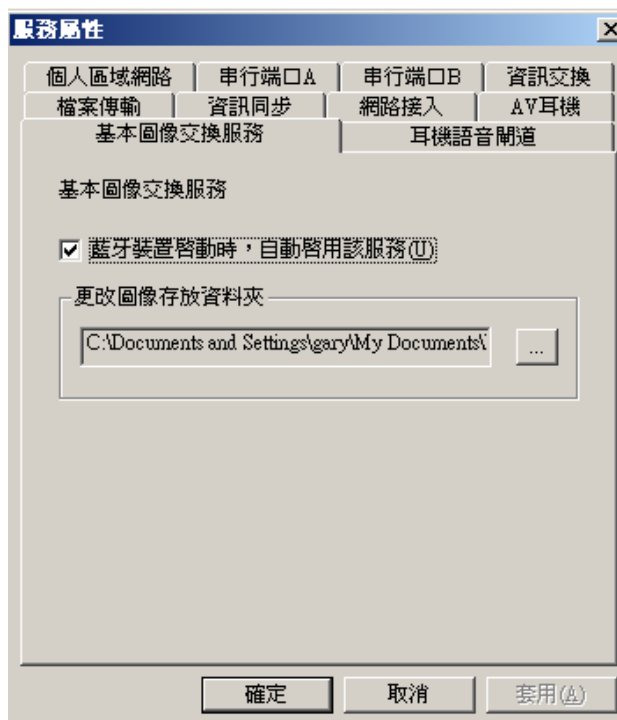 服務屬性
個人區域網路 串行端口A 串行端口B 資訊交換
檔案傳輸 資訊同步 網路接入 AV耳機
基本圖像交換服務 耳機語音閘道
基本圖像交換服務
藍牙裝置啓動時，自動啓用該服務(U)
更改圖像存放資料夾
C:\Documents and Settings\gary\My Documents\
...
確定 取消 套用(A)